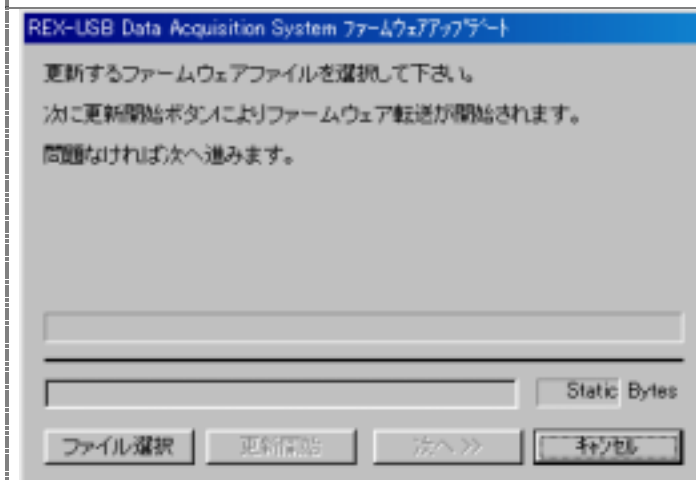 REX-USB Data Acquisition System ファームウェアアップデート
更新するファームウェアファイルを選択して下さい。
次に更新開始ボタンによりファームウェア転送が開始されます。
問題なければ次へ進みます。
Static Bytes
ファイル選択 更新開始 次へ >> キャンセル